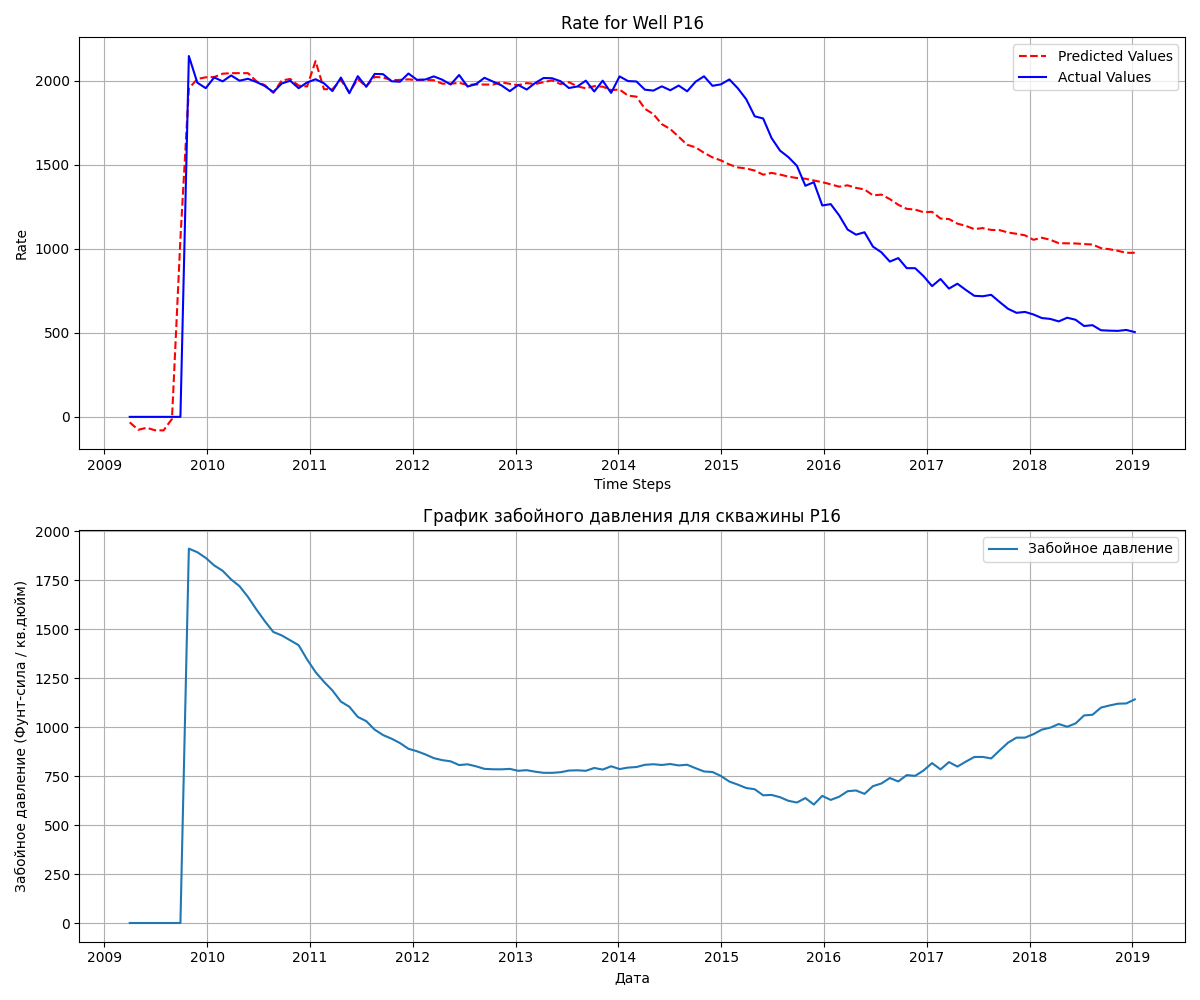 Rate for Well P16
Rate
2000
1500
1000
500
0
Predicted Values
Actual Values
2009 2010 2011 2012 2013 2014 2015 2016 2017 2018 2019
Time Steps
График забойного давления для скважины P16
Забойное давление (Фунт-сила / кв.дюйм)
2000
1750
1500
1250
1000
750
500
250
0
Забойное давление
2009 2010 2011 2012 2013 2014 2015 2016 2017 2018 2019
Дата